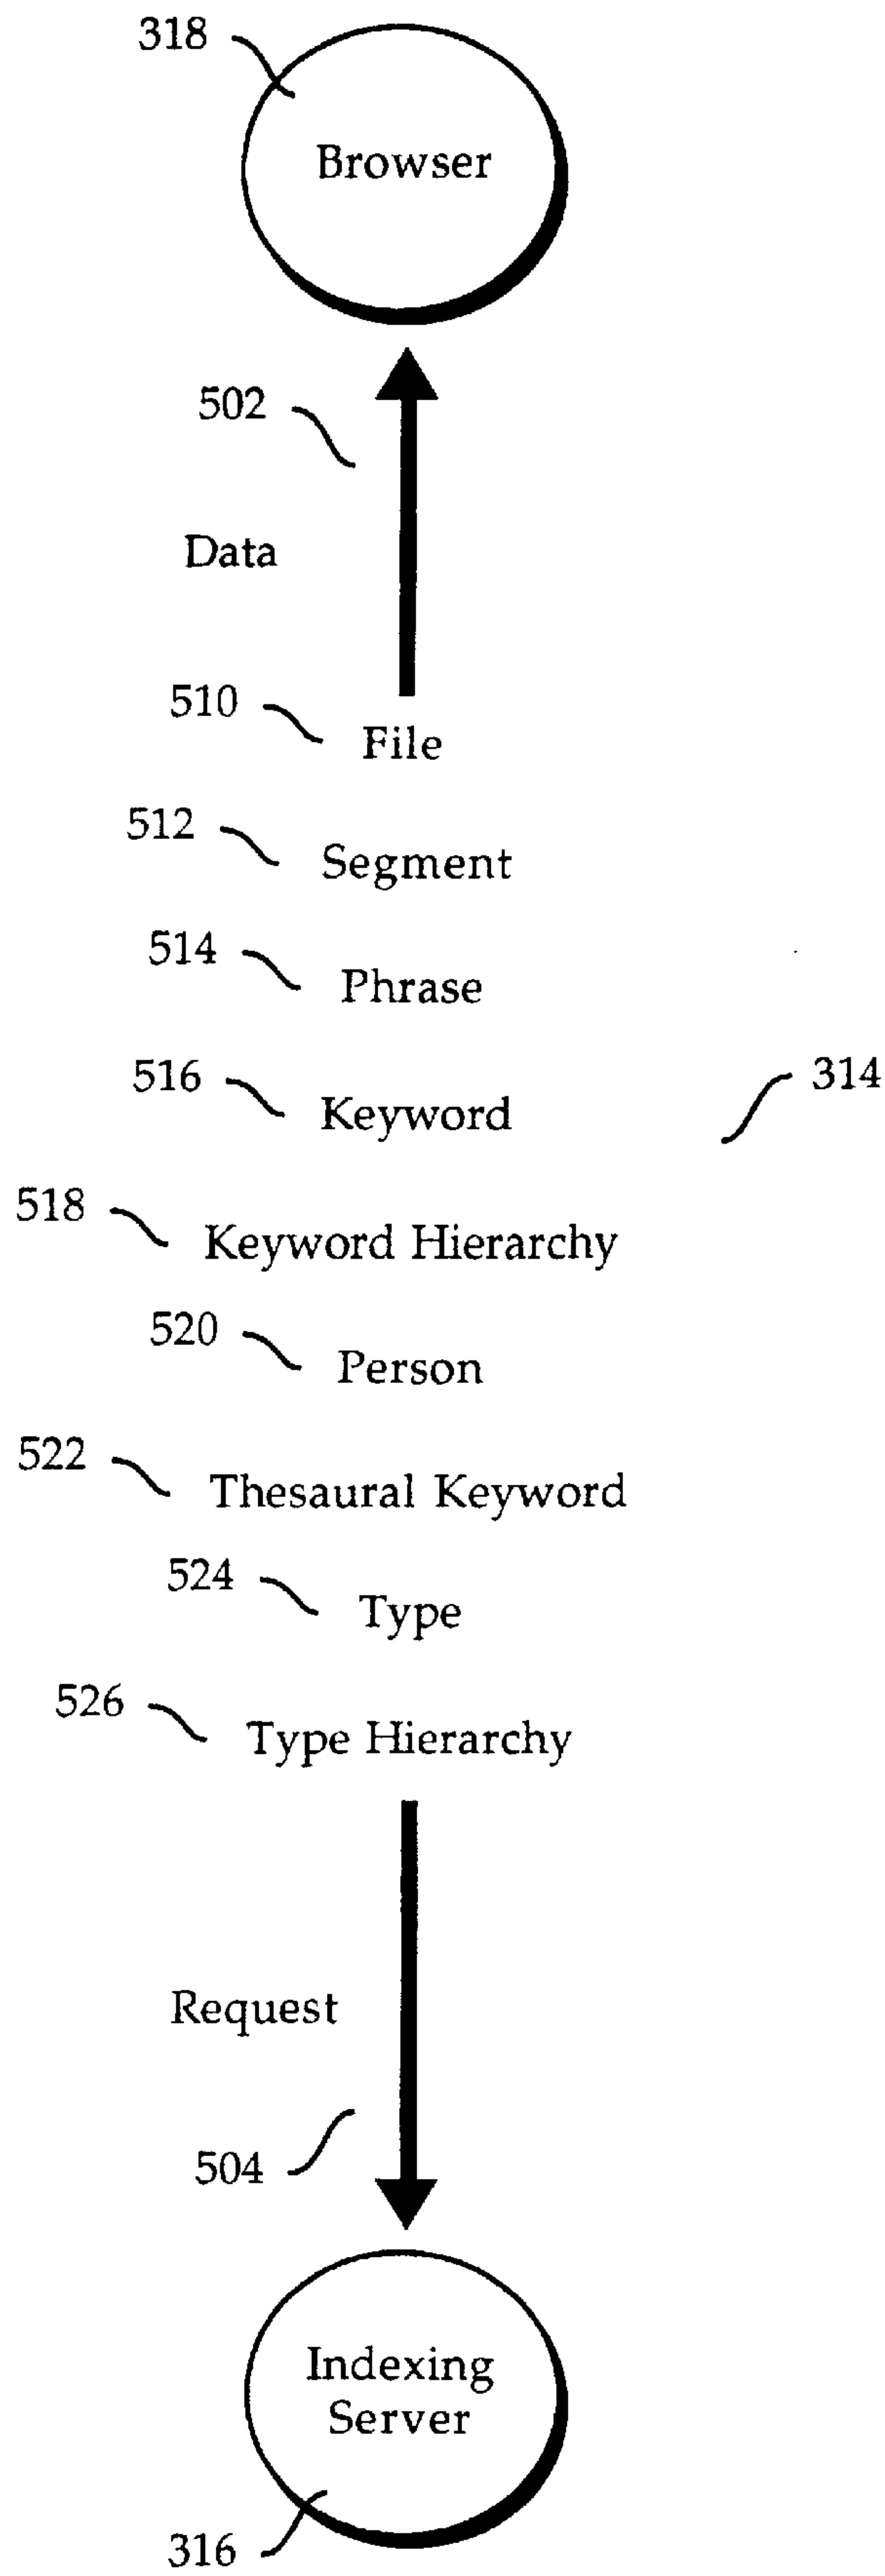 318
Browser
502
Data
510
File
512
Segment
514
Phrase
516
Keyword
314
518
Keyword Hierarchy
520
Person
522
Thesaural Keyword
524
Type
526
Type Hierarchy
Request
504
Indexing
Server
316